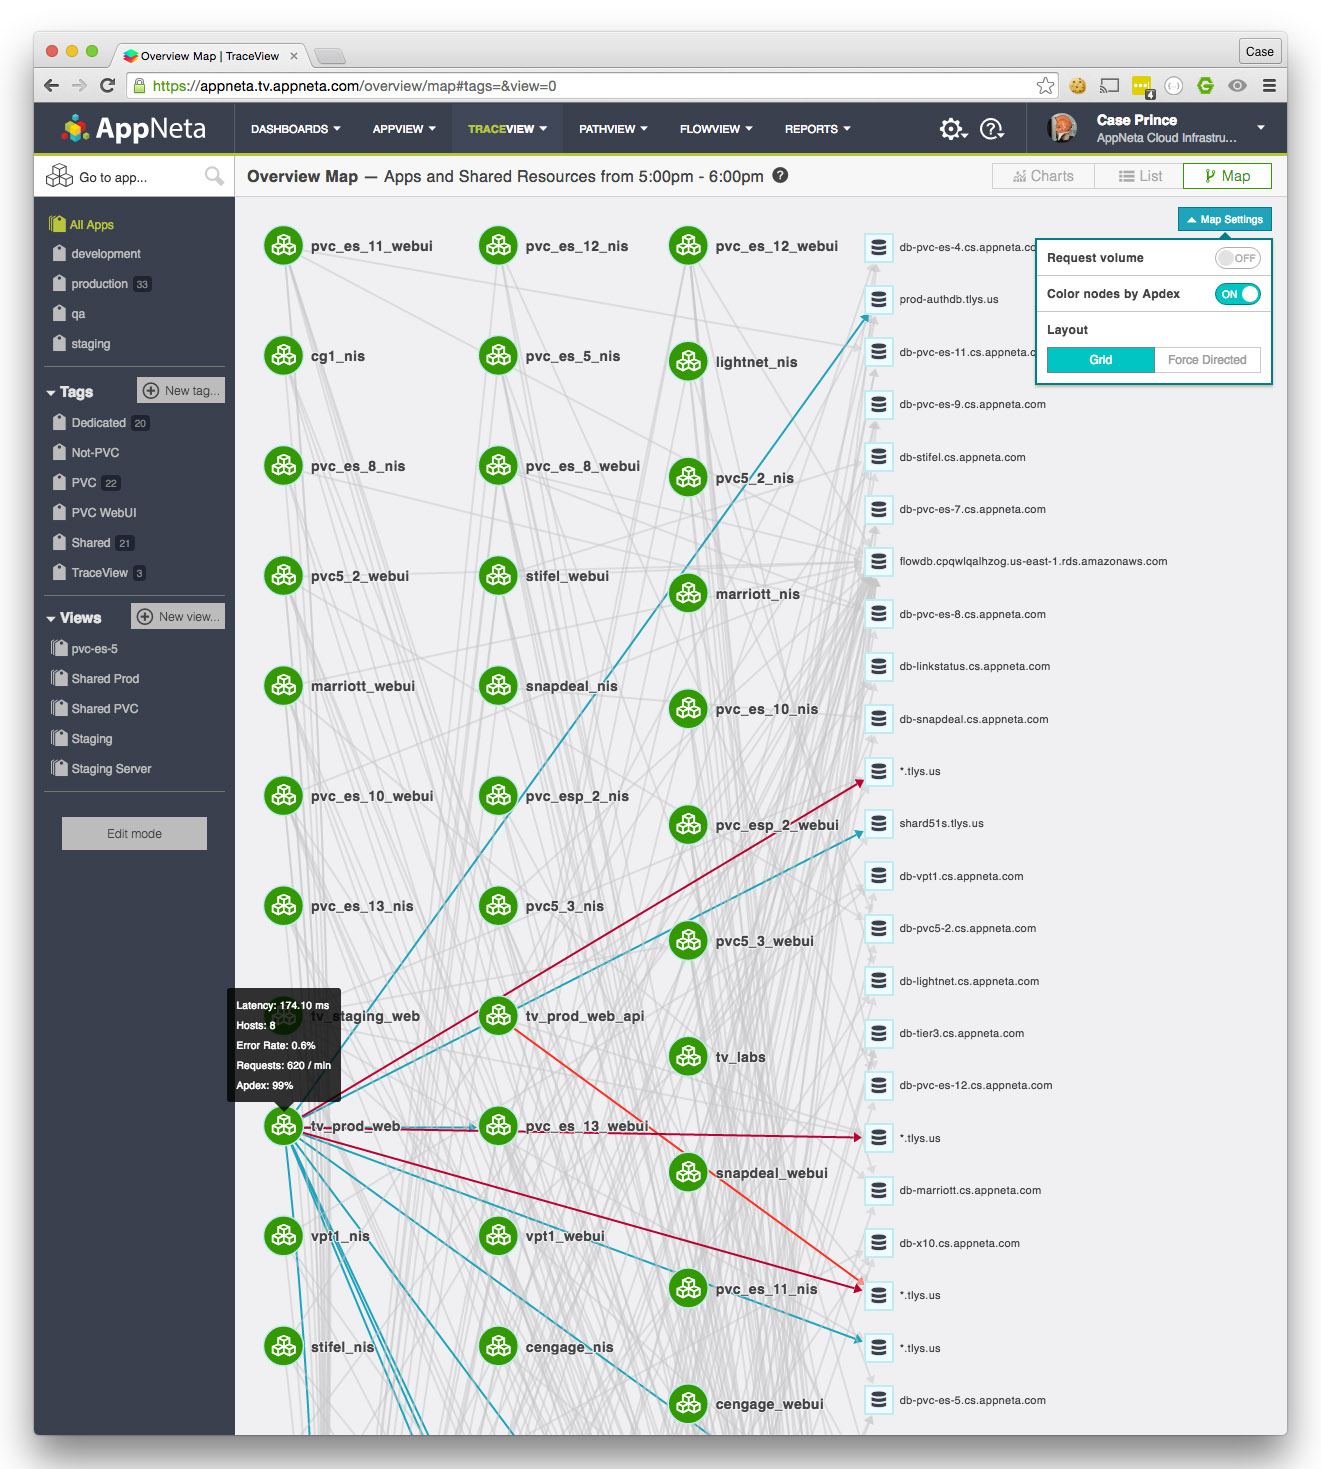 Overview Map | TraceView
Case
https://appneta.tv.appneta.com/overview/map#tags=&view=0
4
AppNeta
DASHBOARDS
APPVIEW
TRACEVIEW
PATHVIEW
FLOWVIEW
REPORTS
Case Prince
AppNeta Cloud Infrastru...
Go to app...
Overview Map — Apps and Shared Resources from 5:00pm - 6:00pm ?
Charts
List
Map
All Apps
development
production 33
qa
staging
Tags
New tag...
Dedicated 20
Not-PVC
PVC 22
PVC WebUI
Shared 21
TraceView 3
Views
New view...
pvc-es-5
Shared Prod
Shared PVC
Staging
Staging Server
Edit mode
Map Settings
Request volume OFF
Color nodes by Apdex ON
Layout
Grid
Force Directed
pvc_es_11_webui
cg1_nis
pvc_es_8_nis
pvc5_2_webui
marriott_webui
pvc_es_10_webui
pvc_es_13_nis
tv_staging_web
Latency: 174.10 ms
Hosts: 8
Error Rate: 0.6%
Requests: 620 / min
Apdex: 99%
tv_prod_web
vpt1_nis
stifel_nis
pvc_es_12_nis
pvc_es_5_nis
pvc_es_8_webui
stifel_webui
snapdeal_nis
pvc_esp_2_nis
pvc5_3_nis
tv_prod_web_api
pvc_es_13_webui
vpt1_webui
cengage_nis
pvc_es_12_webui
lightnet_nis
pvc5_2_nis
marriott_nis
pvc_es_10_nis
pvc_esp_2_webui
pvc5_3_webui
tv_labs
snapdeal_webui
pvc_es_11_nis
cengage_webui
db-pvc-es-4.cs.appneta.co
prod-authdb.tlys.us
db-pvc-es-11.cs.appneta.c
db-pvc-es-9.cs.appneta.com
db-stifel.cs.appneta.com
db-pvc-es-7.cs.appneta.com
flowdb.cpqwlqalhzog.us-east-1.rds.amazonaws.com
db-pvc-es-8.cs.appneta.com
db-linkstatus.cs.appneta.com
db-snapdeal.cs.appneta.com
*.tlys.us
shard51s.tlys.us
db-vpt1.cs.appneta.com
db-pvc5-2.cs.appneta.com
db-lightnet.cs.appneta.com
db-tier3.cs.appneta.com
db-pvc-es-12.cs.appneta.com
*.tlys.us
db-marriott.cs.appneta.com
db-x10.cs.appneta.com
*.tlys.us
*.tlys.us
db-pvc-es-5.cs.appneta.com